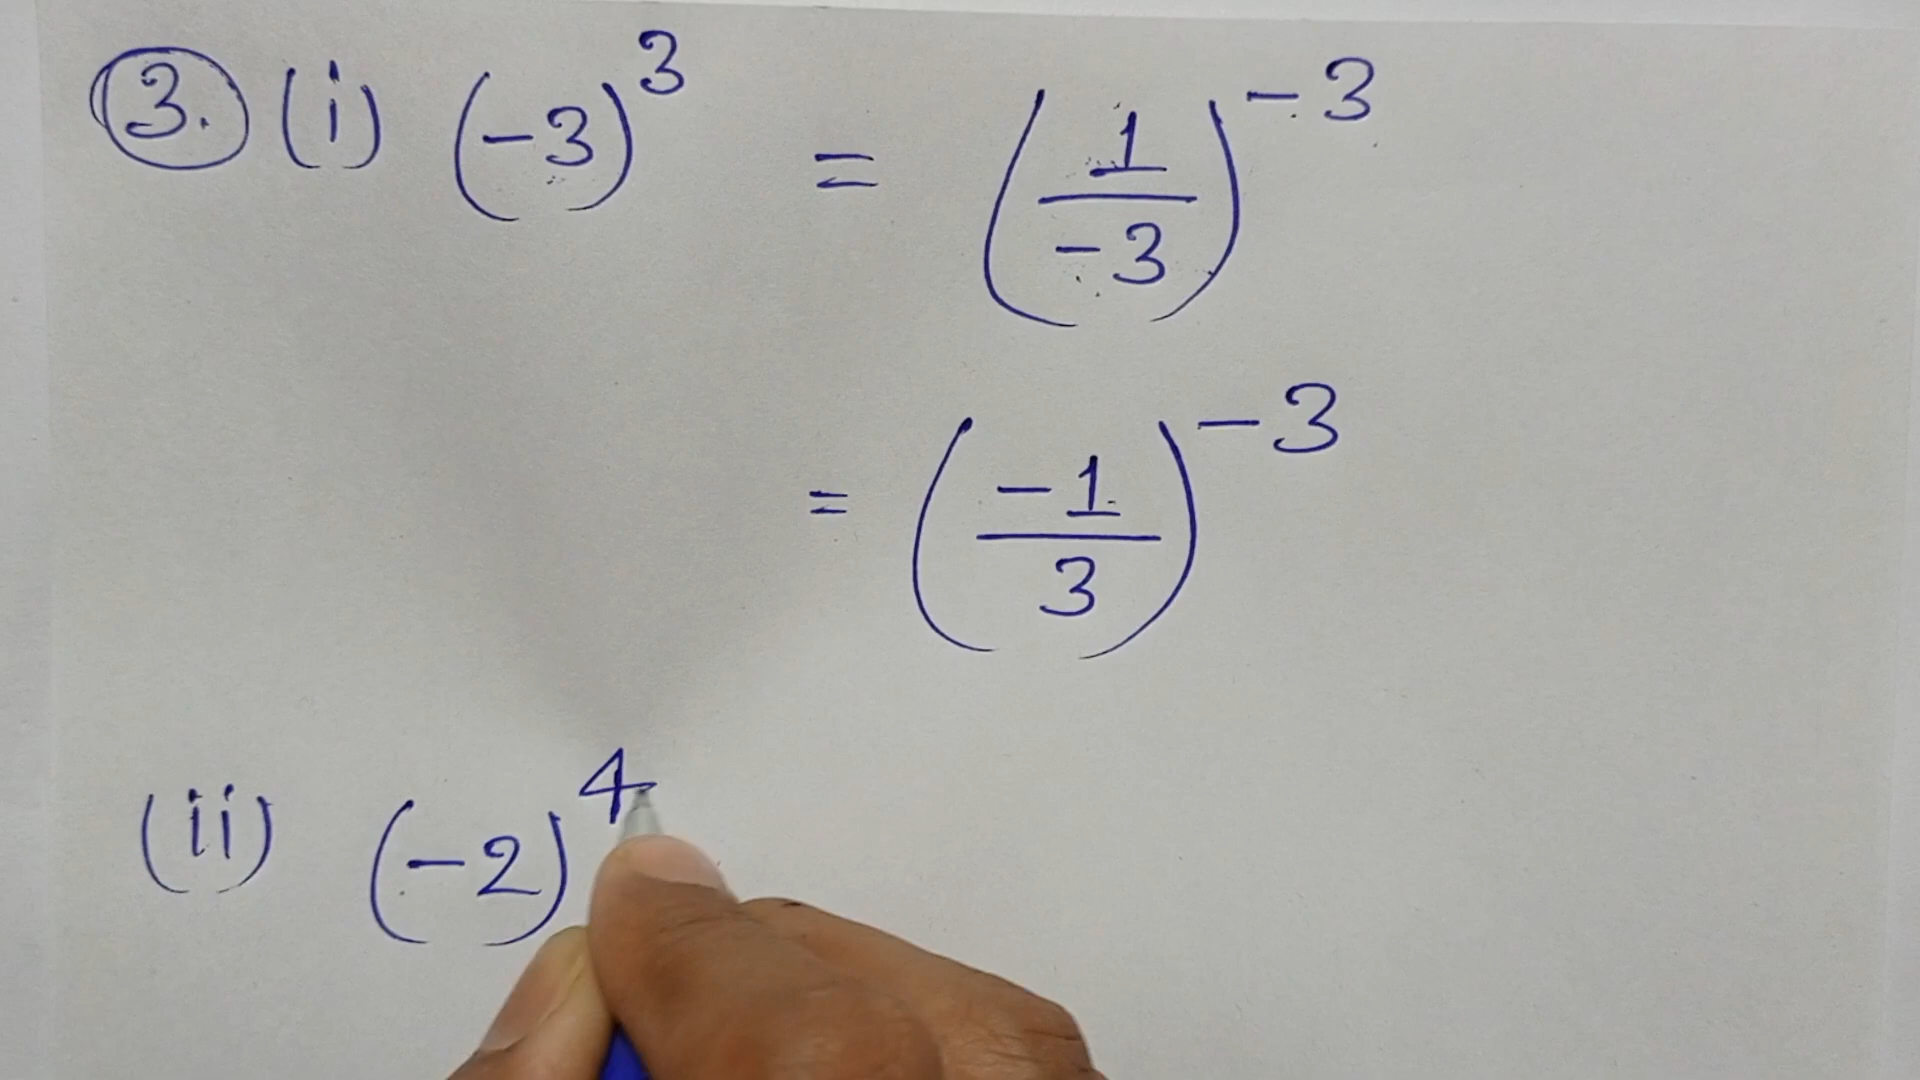 3. (i) (-3)^3 = (1/-3)^-3
= (-1/3)^-3
(ii) (-2)^4